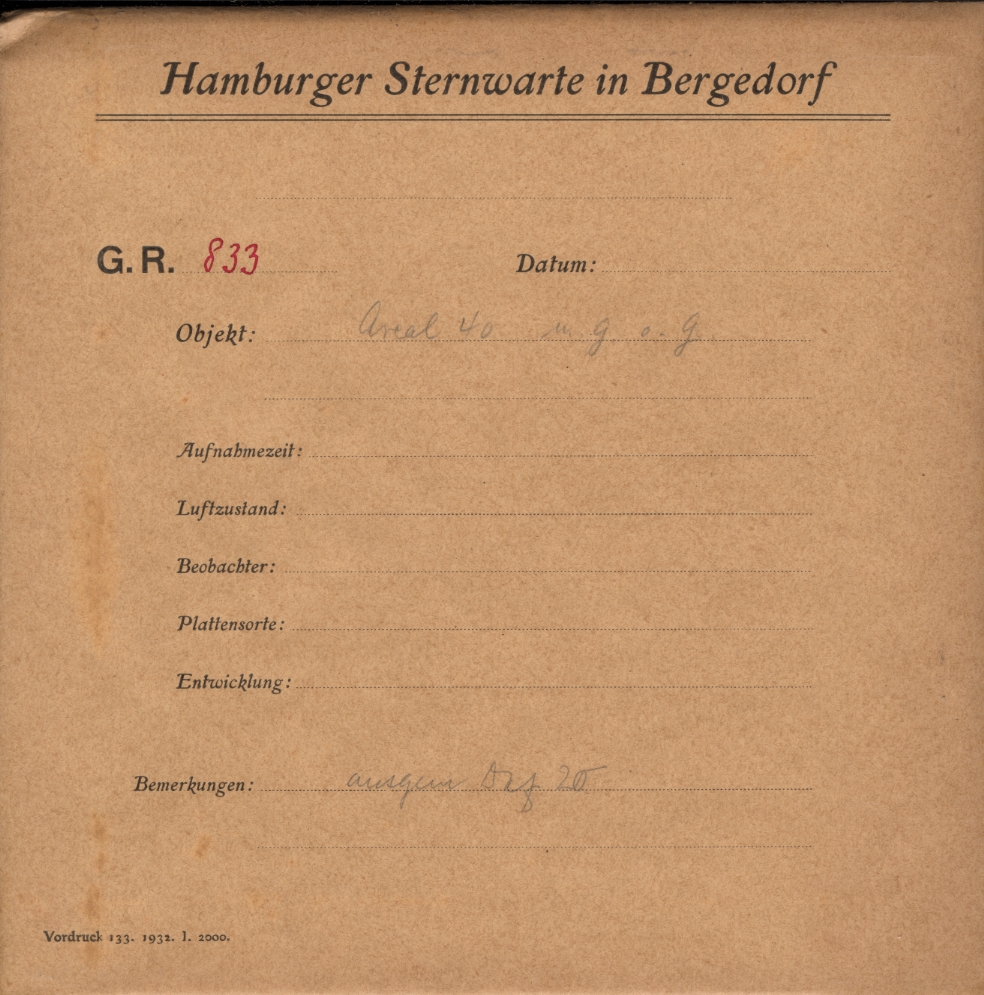 Hamburger Sternwarte in Bergedorf
G. R. 833
Datum:
Objekt: Areal 40 m. G o. G
Aufnahmezeit:
Luftzustand:
Beobachter:
Plattensorte:
Entwicklung:
Bemerkungen: ausgem
Vordruck 133. 1932. I. 2000.